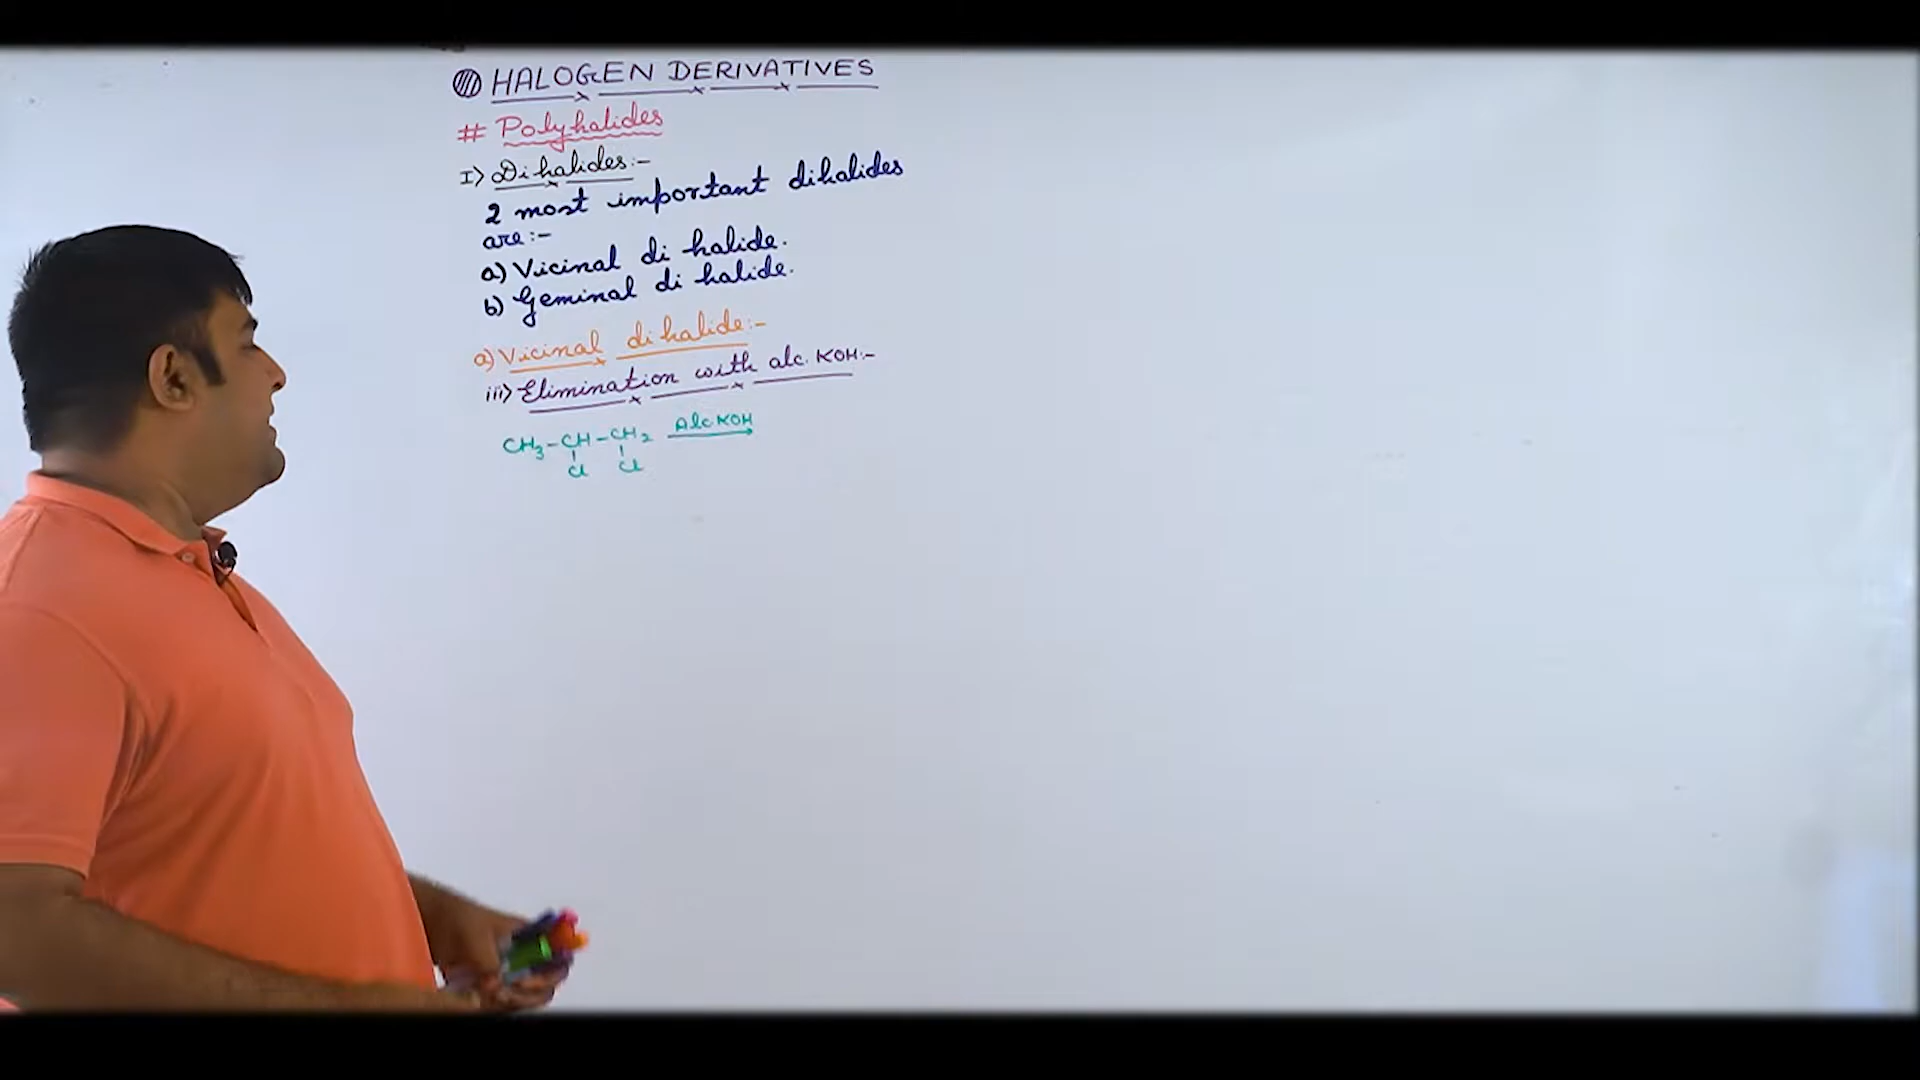 HALOGEN DERIVATIVES
# Polyhalides
I) Dihalides:-
2 most important dihalides
are:-
a) Vicinal di halide.
b) Geminal di halide.
a) Vicinal di halide:-
iii) Elimination with alc. KOH:-
CH3-CH-CH2 Alc KOH
Cl Cl